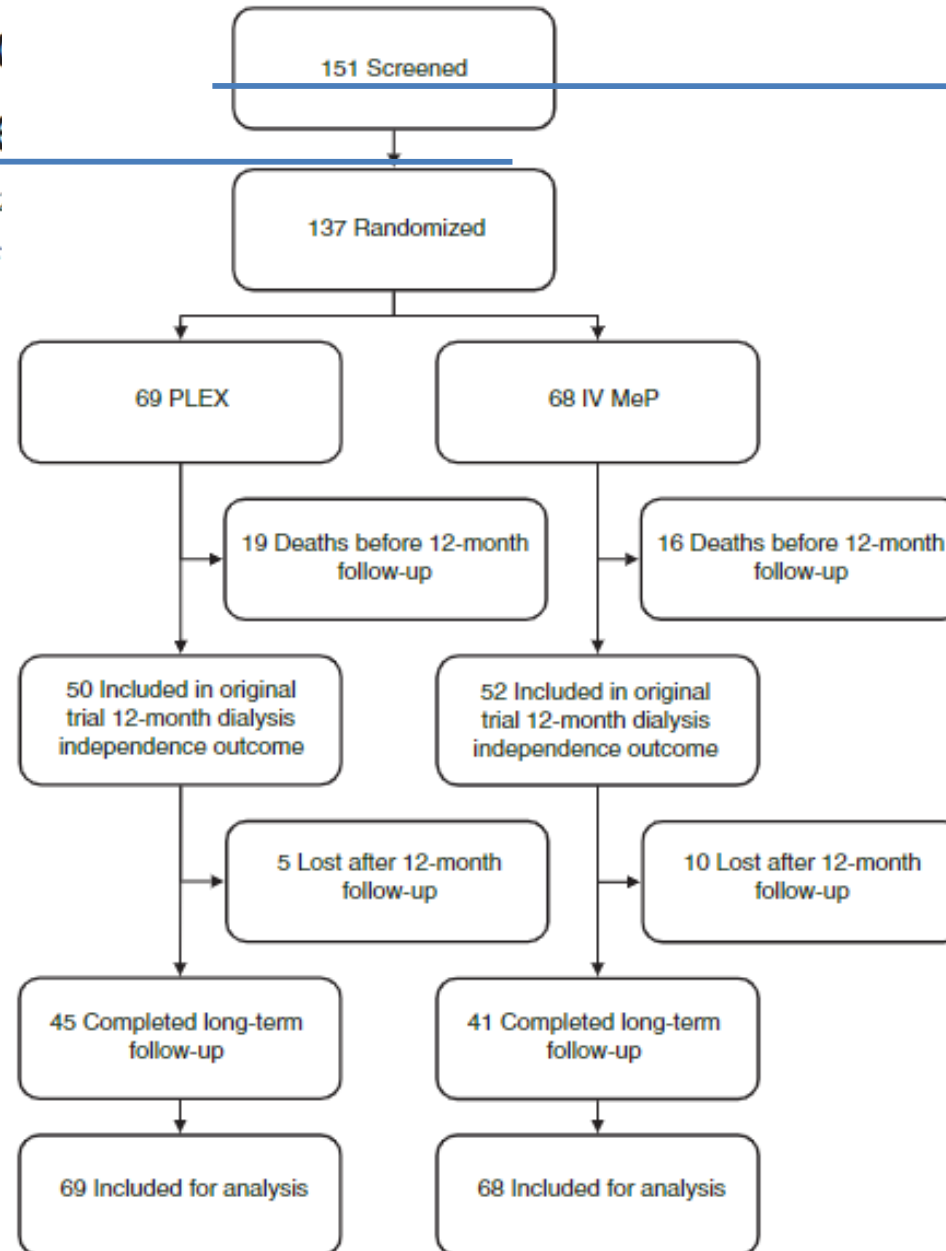 151 Screened
137 Randomized
69 PLEX
68 IV MeP
19 Deaths before 12-month
follow-up
16 Deaths before 12-month
follow-up
50 Included in original
trial 12-month dialysis
independence outcome
52 Included in original
trial 12-month dialysis
independence outcome
5 Lost after 12-month
follow-up
10 Lost after 12-month
follow-up
45 Completed long-term
follow-up
41 Completed long-term
follow-up
69 Included for analysis
68 Included for analysis